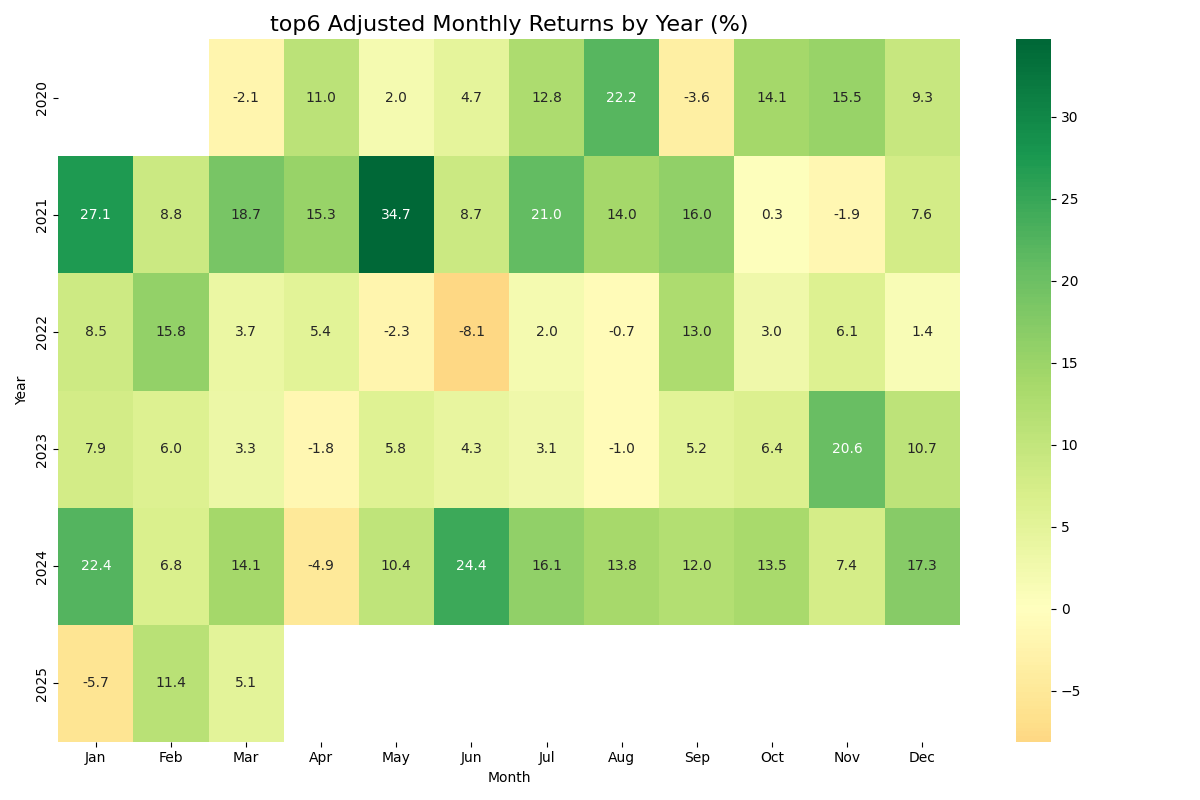 top6 Adjusted Monthly Returns by Year (%)
2020 -2.1 11.0 2.0 4.7 12.8 22.2 -3.6 14.1 15.5 9.3
2021 27.1 8.8 18.7 15.3 34.7 8.7 21.0 14.0 16.0 0.3 -1.9 7.6
2022 8.5 15.8 3.7 5.4 -2.3 -8.1 2.0 -0.7 13.0 3.0 6.1 1.4
Year
2023 7.9 6.0 3.3 -1.8 5.8 4.3 3.1 -1.0 5.2 6.4 20.6 10.7
2024 22.4 6.8 14.1 -4.9 10.4 24.4 16.1 13.8 12.0 13.5 7.4 17.3
2025 -5.7 11.4 5.1
Jan Feb Mar Apr May Jun Jul Aug Sep Oct Nov Dec
Month
30
25
20
15
10
5
0
−5